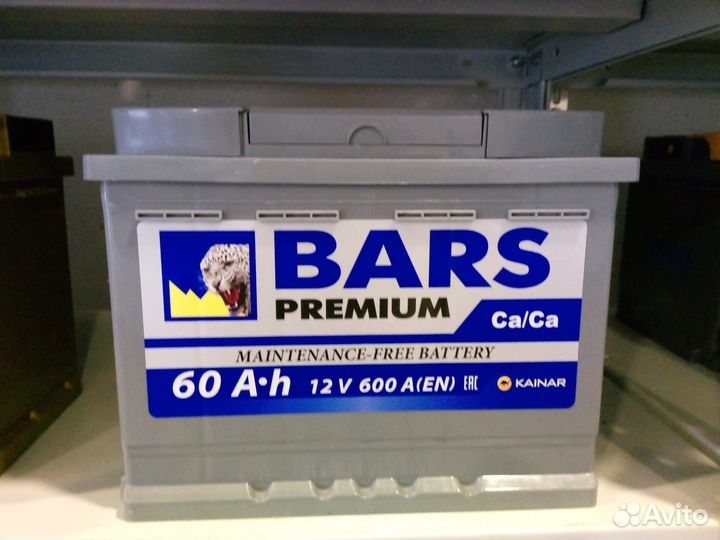 BARS
PREMIUM
Ca/Ca
MAINTENANCE-FREE BATTERY
60 A•h 12 V 600 A(EN) EAC KAINAR
Avito